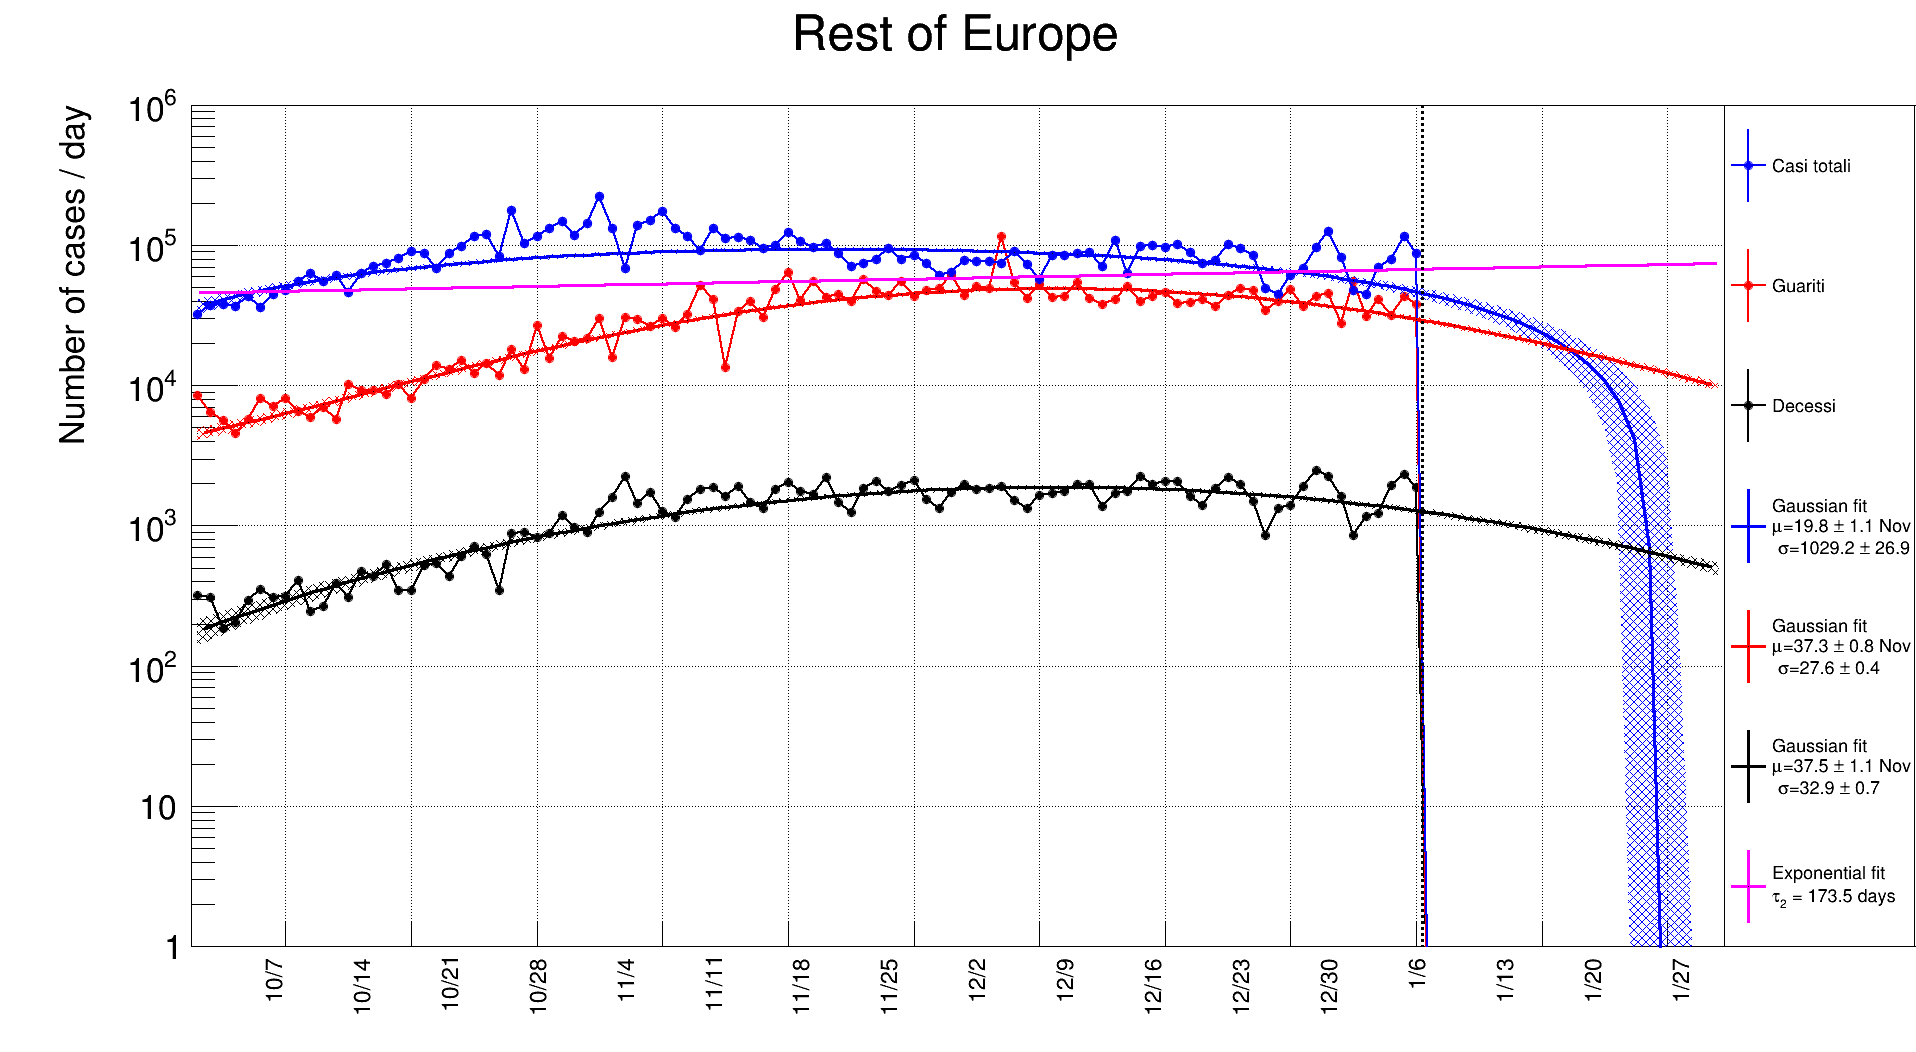 Rest of Europe
Number of cases / day
10^6
10^5
10^4
10^3
10^2
10
1
10/7
10/14
10/21
10/28
11/4
11/11
11/18
11/25
12/2
12/9
12/16
12/23
12/30
1/6
1/13
1/20
1/27
Casi totali
Guariti
Decessi
Gaussian fit
μ=19.8 ± 1.1 Nov
σ=1029.2 ± 26.9
Gaussian fit
μ=37.3 ± 0.8 Nov
σ=27.6 ± 0.4
Gaussian fit
μ=37.5 ± 1.1 Nov
σ=32.9 ± 0.7
Exponential fit
τ₂ = 173.5 days